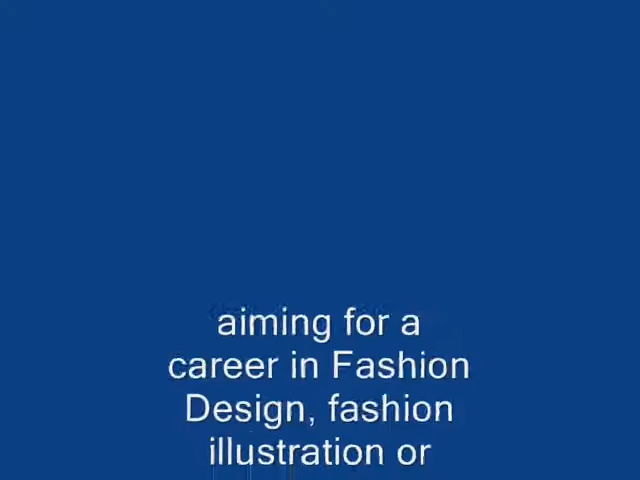 aiming for a
career in Fashion
Design, fashion
illustration or